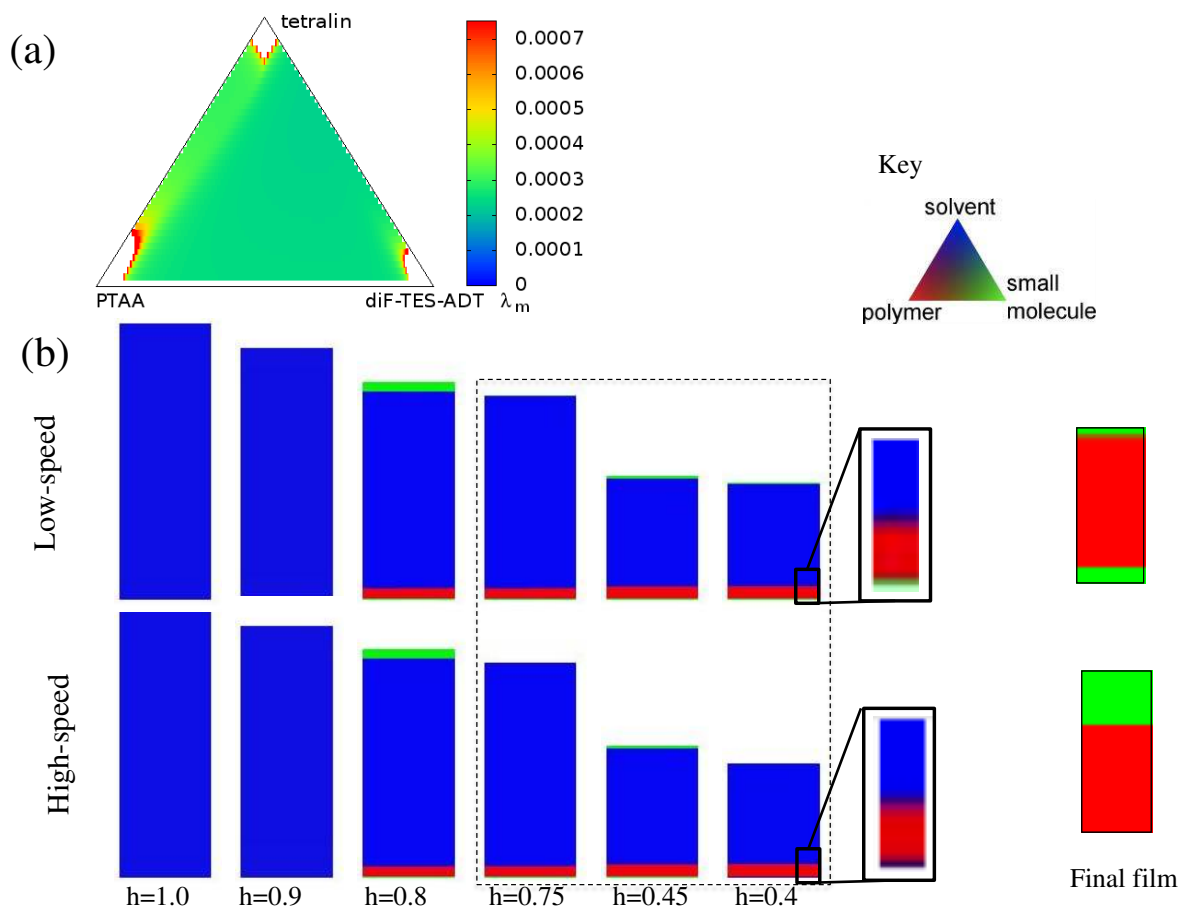 (a)
tetralin
0.0007
0.0006
0.0005
0.0004
0.0003
0.0002
0.0001
0
PTAA
diF-TES-ADT λm
Key
solvent
small
polymer molecule
(b)
Low-speed
High-speed
h=1.0 h=0.9 h=0.8 h=0.75 h=0.45 h=0.4
Final film